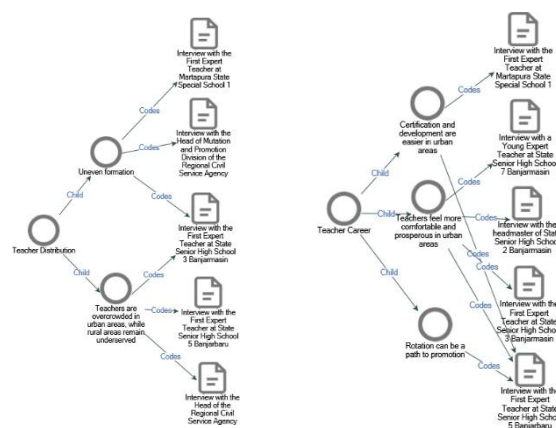 Interview with the
First Expert
Teacher at
Martapura State
Special School 1
Codes
Uneven formation
Codes
Interview with the
Head of Mutation
and Promotion
Division of the
Regional Civil
Service Agency
Codes
Child
Teacher Distribution
Interview with the
First Expert
Teacher at State
Senior High School
3 Banjarmasin
Child
Codes
Teachers are
overcrowded in
urban areas, while
rural areas remain
underserved
Codes
Interview with the
First Expert
Teacher at State
Senior High School
5 Banjarbaru
Codes
Interview with the
Head of the
Regional Civil
Service Agency
Interview with the
First Expert
Teacher at
Martapura State
Special School 1
Codes
Certification and
development are
easier in urban
areas
Codes
Interview with a
Young Expert
Teacher at State
Senior High School
7 Banjarmasin
Child
Teacher Career
Child
Teachers feel more
comfortable and
prosperous in urban
areas
Codes
Interview with the
headmaster of State
Senior High School
2 Banjarmasin
Codes
Child
Codes
Interview with the
First Expert
Teacher at State
Senior High School
3 Banjarmasin
Rotation can be a
path to promotion
Codes
Interview with the
First Expert
Teacher at State
Senior High School
5 Banjarbaru